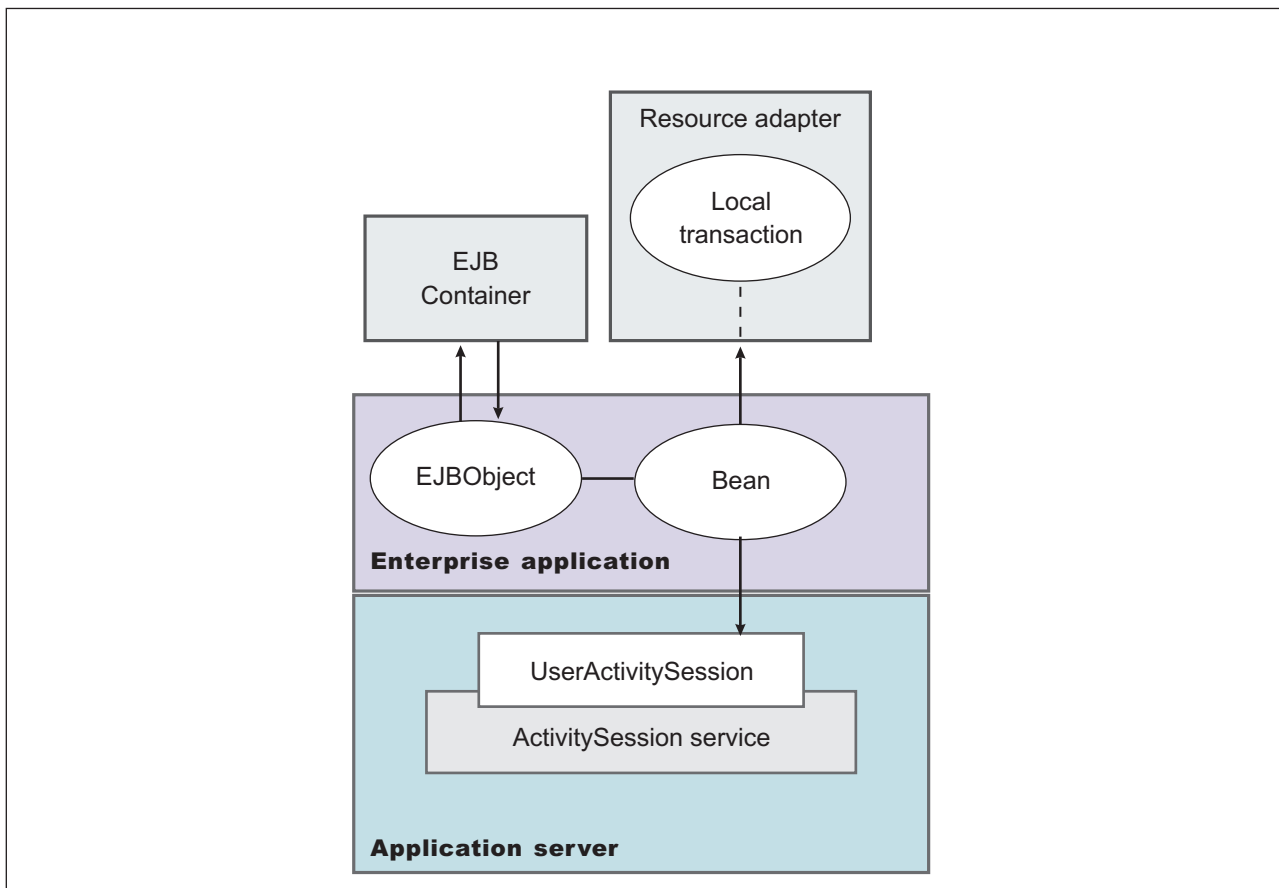 Resource adapter
Local
transaction
EJB
Container
EJBObject
Bean
Enterprise application
UserActivitySession
ActivitySession service
Application server